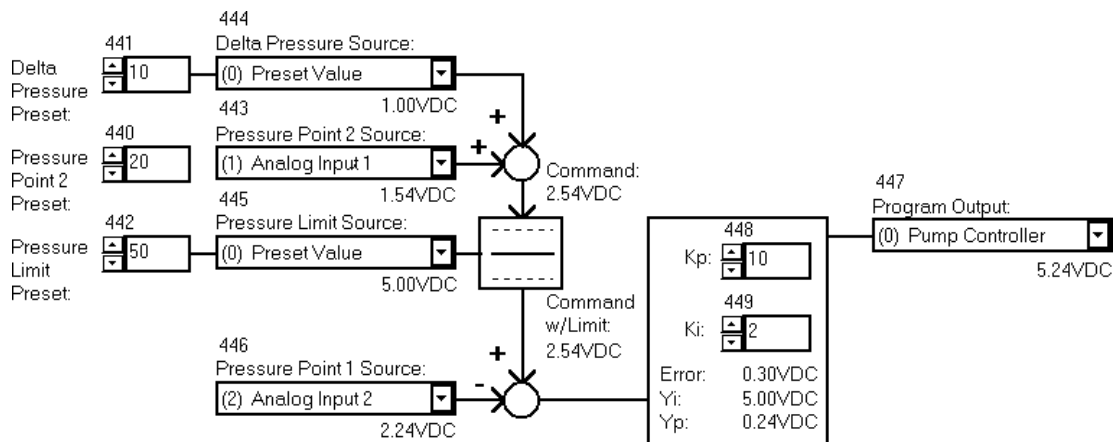 444
441
Delta Pressure Source:
Delta
Pressure
Preset:
10
(0) Preset Value
1.00VDC
+
440
443
Pressure Point 2 Source:
Pressure
Point 2
Preset:
20
(1) Analog Input 1
+
1.54VDC
Command:
2.54VDC
442
445
Pressure Limit Source:
Pressure
Limit
Preset:
50
(0) Preset Value
5.00VDC
Command
w/Limit:
2.54VDC
446
Pressure Point 1 Source:
(2) Analog Input 2
+
-
2.24VDC
448
Kp:
10
449
Ki:
2
Error: 0.30VDC
Yi: 5.00VDC
Yp: 0.24VDC
447
Program Output:
(0) Pump Controller
5.24VDC